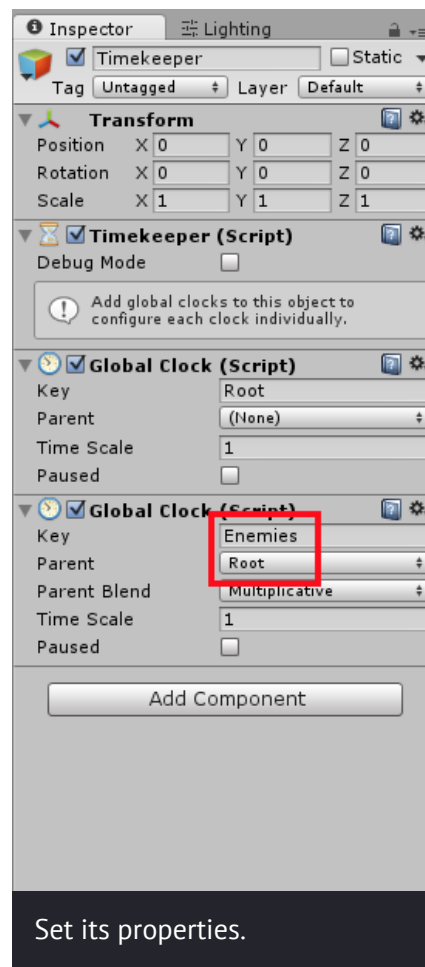 Inspector Lighting
Timekeeper Static
Tag Untagged Layer Default
Transform
Position X 0 Y 0 Z 0
Rotation X 0 Y 0 Z 0
Scale X 1 Y 1 Z 1
Timekeeper (Script)
Debug Mode
Add global clocks to this object to
configure each clock individually.
Global Clock (Script)
Key Root
Parent (None)
Time Scale 1
Paused
Global Clock (Script)
Key Enemies
Parent Root
Parent Blend Multiplicative
Time Scale 1
Paused
Add Component
Set its properties.